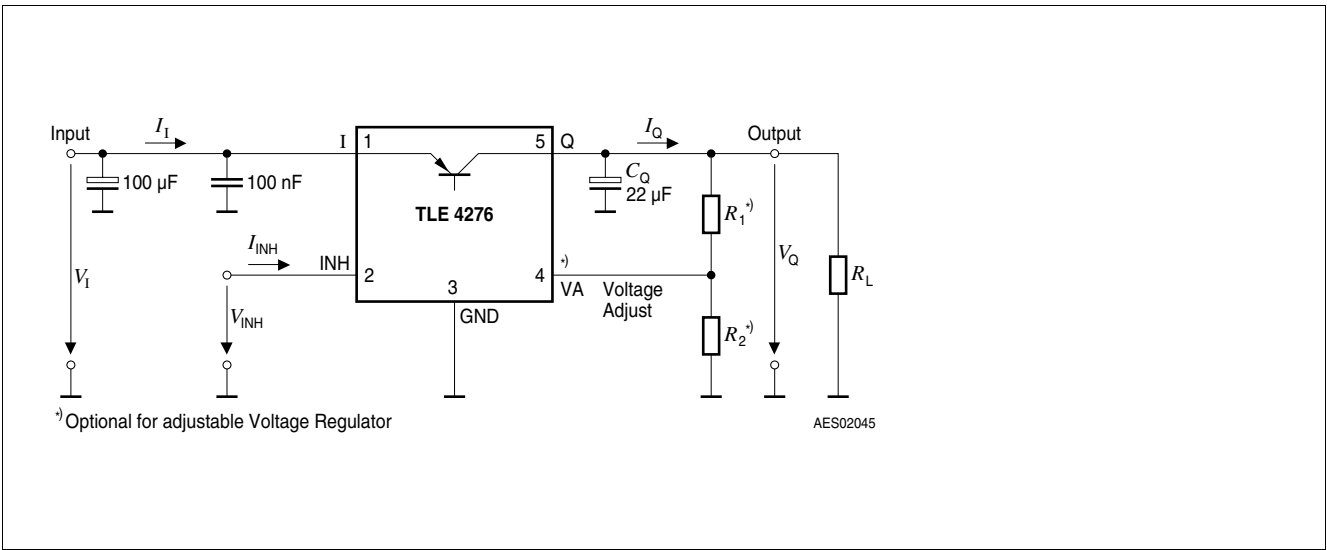 Input
I_I
I
1
5
Q
I_Q
Output
100 µF
100 nF
TLE 4276
C_Q
22 µF
R_1*)
V_I
I_INH
INH
2
V_INH
3
GND
4
*)
VA
Voltage
Adjust
R_2*)
V_Q
R_L
*) Optional for adjustable Voltage Regulator
AES02045